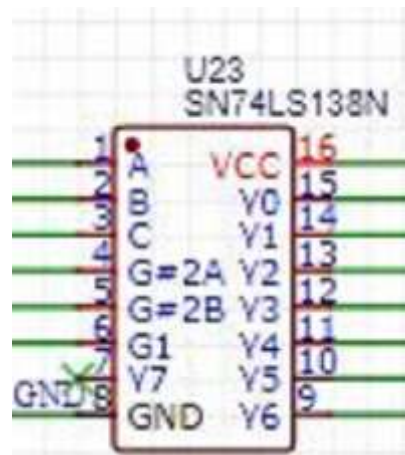 U23
SN74LS138N
1 A VCC 16
2 B Y0 15
3 C Y1 14
4 G#2A Y2 13
5 G#2B Y3 12
6 G1 Y4 11
7 Y7 Y5 10
GND 8 GND Y6 9